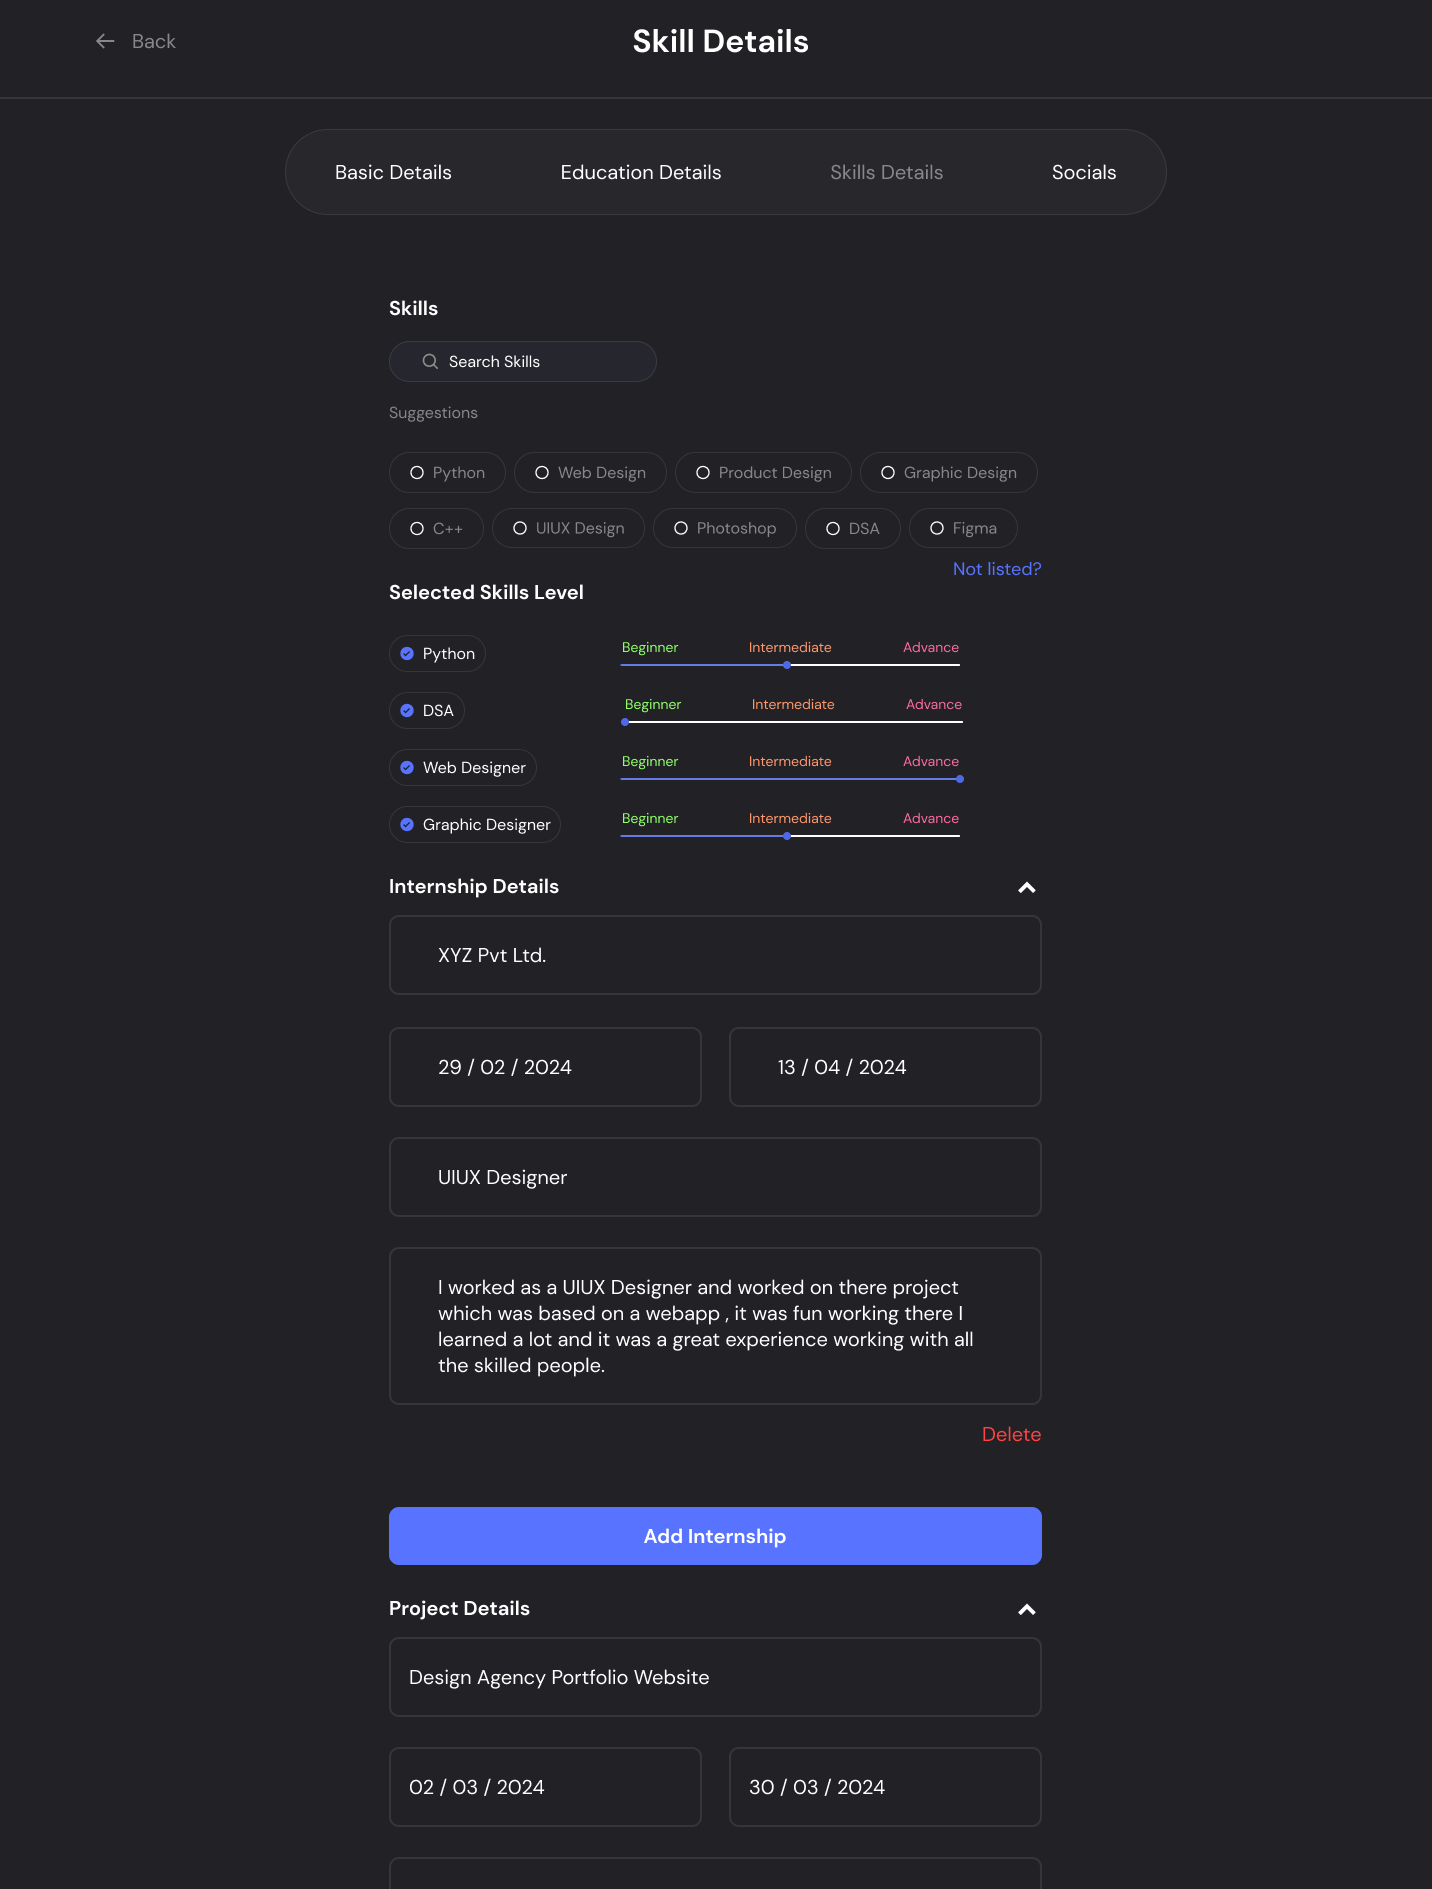 Back
Skill Details
Basic Details
Education Details
Skills Details
Socials
Skills
Search Skills
Suggestions
Python
Web Design
Product Design
Graphic Design
C++
UIUX Design
Photoshop
DSA
Figma
Not listed?
Selected Skills Level
Python
Beginner
Intermediate
Advance
DSA
Beginner
Intermediate
Advance
Web Designer
Beginner
Intermediate
Advance
Graphic Designer
Beginner
Intermediate
Advance
Internship Details
XYZ Pvt Ltd.
29 / 02 / 2024
13 / 04 / 2024
UIUX Designer
I worked as a UIUX Designer and worked on there project
which was based on a webapp , it was fun working there I
learned a lot and it was a great experience working with all
the skilled people.
Delete
Add Internship
Project Details
Design Agency Portfolio Website
02 / 03 / 2024
30 / 03 / 2024